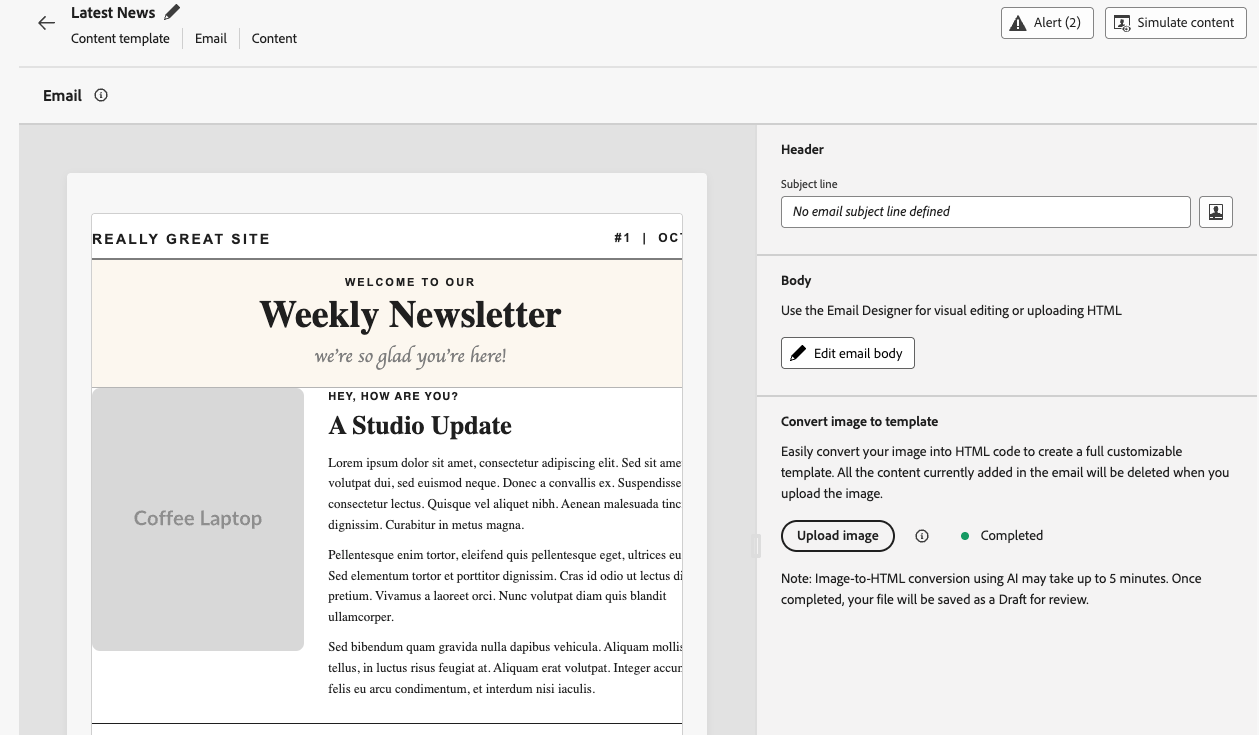 Latest News
Content template
Email
Content
Alert (2)
Simulate content
Email
REALLY GREAT SITE
#1 | OCT
WELCOME TO OUR
Weekly Newsletter
we're so glad you're here!
Coffee Laptop
HEY, HOW ARE YOU?
A Studio Update
Lorem ipsum dolor sit amet, consectetur adipiscing elit. Sed sit ame
volutpat dui, sed euismod neque. Donec a convallis ex. Suspendisse
consectetur lectus. Quisque vel aliquet nibh. Aenean malesuada tinc
dignissim. Curabitur in metus magna.
Pellentesque enim tortor, eleifend quis pellentesque eget, ultrices eu
Sed elementum tortor et porttitor dignissim. Cras id odio ut lectus di
pretium. Vivamus a laoreet orci. Nunc volutpat diam quis blandit
ullamcorper.
Sed bibendum quam gravida nulla dapibus vehicula. Aliquam mollis
tellus, in luctus risus feugiat at. Aliquam erat volutpat. Integer accum
felis eu arcu condimentum, et interdum nisi iaculis.
Header
Subject line
No email subject line defined
Body
Use the Email Designer for visual editing or uploading HTML
Edit email body
Convert image to template
Easily convert your image into HTML code to create a full customizable
template. All the content currently added in the email will be deleted when you
upload the image.
Upload image
Completed
Note: Image-to-HTML conversion using AI may take up to 5 minutes. Once
completed, your file will be saved as a Draft for review.